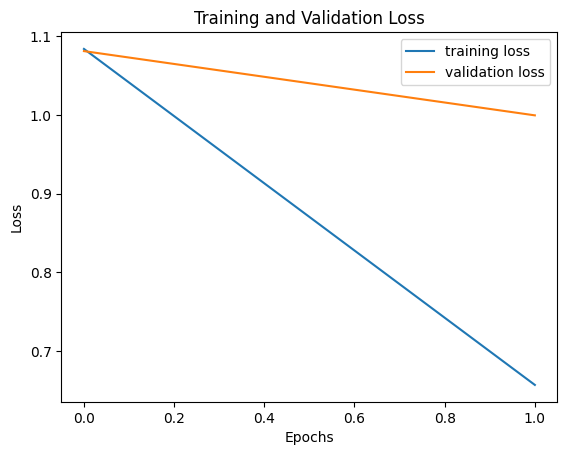 Training and Validation Loss
1.1
1.0
0.9
0.8
0.7
Loss
training loss
validation loss
0.0 0.2 0.4 0.6 0.8 1.0
Epochs